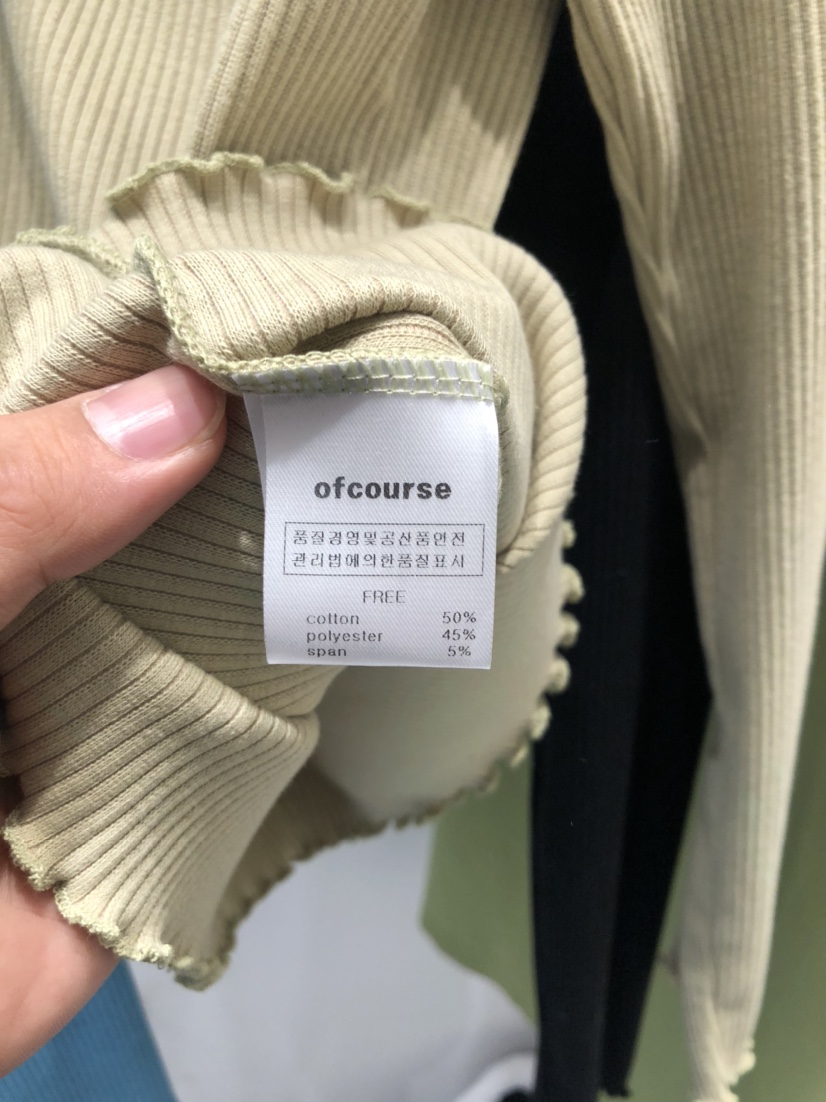 ofcourse
품질경영및공산품안전
관리법에의한품질표시
FREE
cotton 50%
polyester 45%
span 5%